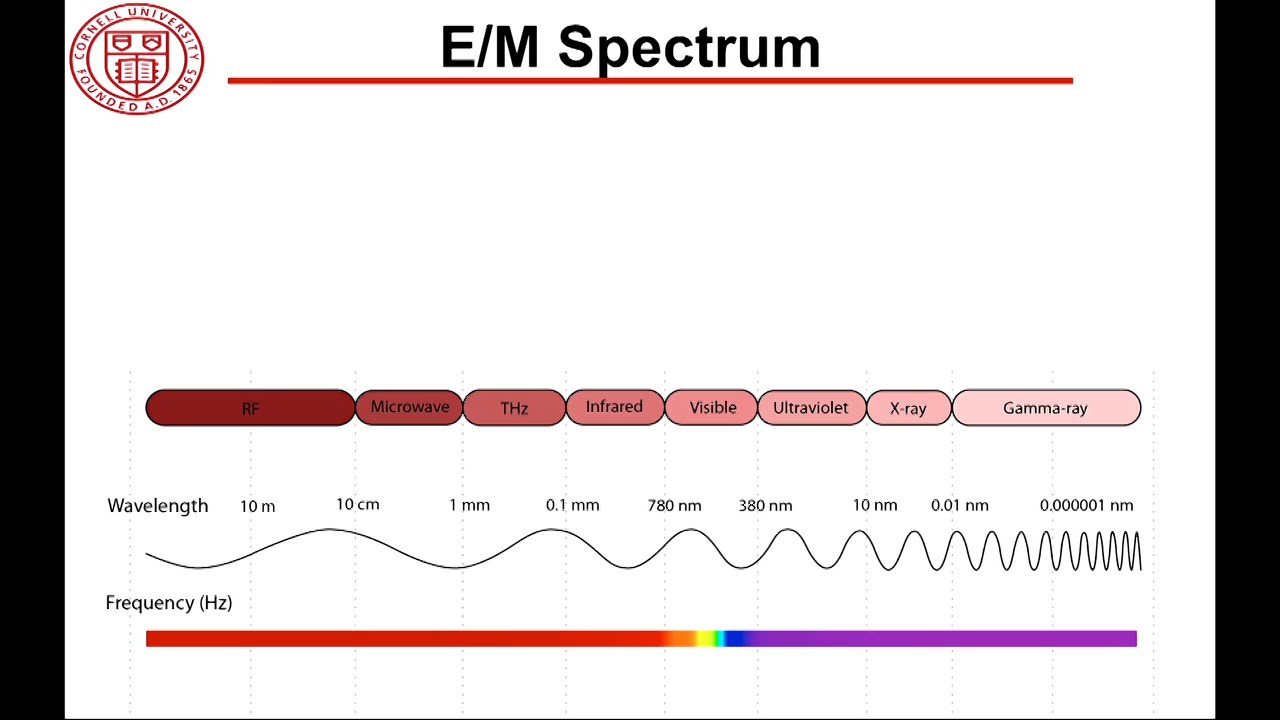 CORNELL UNIVERSITY
FOUNDED A.D. 1865
E/M Spectrum
RF Microwave THz Infrared Visible Ultraviolet X-ray Gamma-ray
Wavelength 10 m 10 cm 1 mm 0.1 mm 780 nm 380 nm 10 nm 0.01 nm 0.000001 nm
Frequency (Hz)